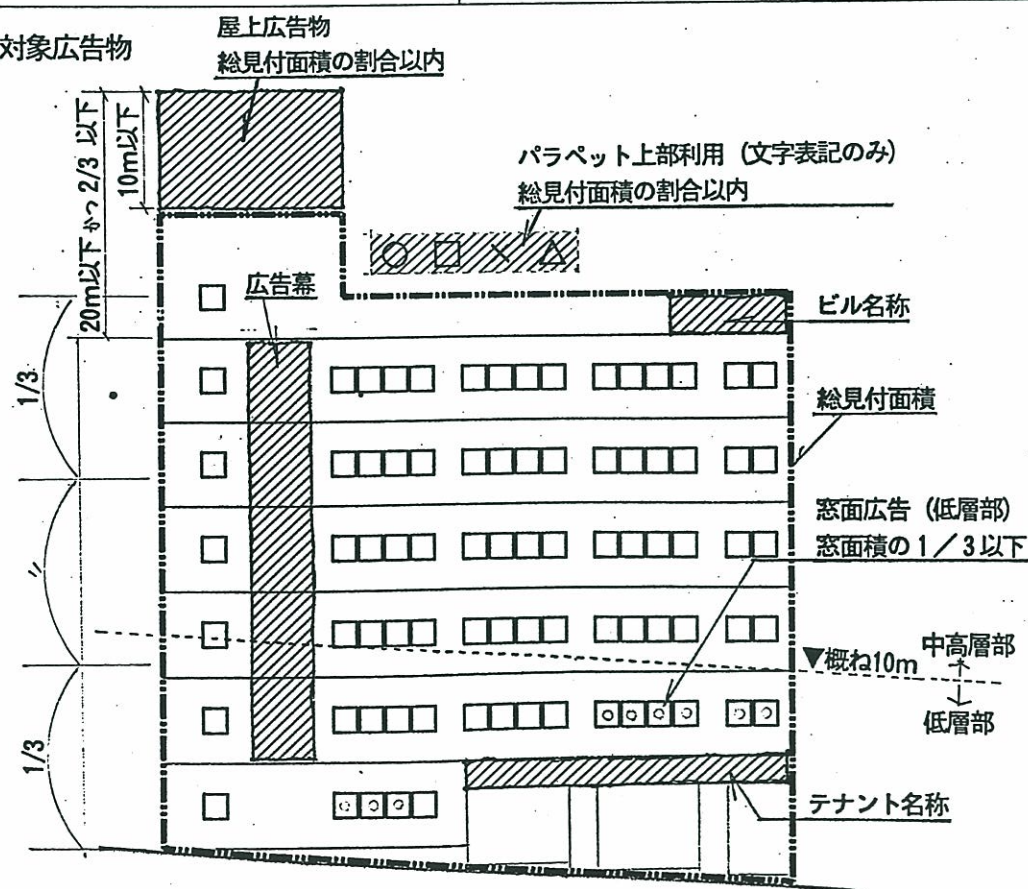 対象広告物
屋上広告物
総見付面積の割合以内
20m以下かつ 2/3 以下
10m以下
パラペット上部利用（文字表記のみ）
総見付面積の割合以内
広告幕
ビル名称
1/3
総見付面積
窓面広告（低層部）
窓面積の１／３以下
〃
▼概ね10m
中高層部
低層部
1/3
テナント名称